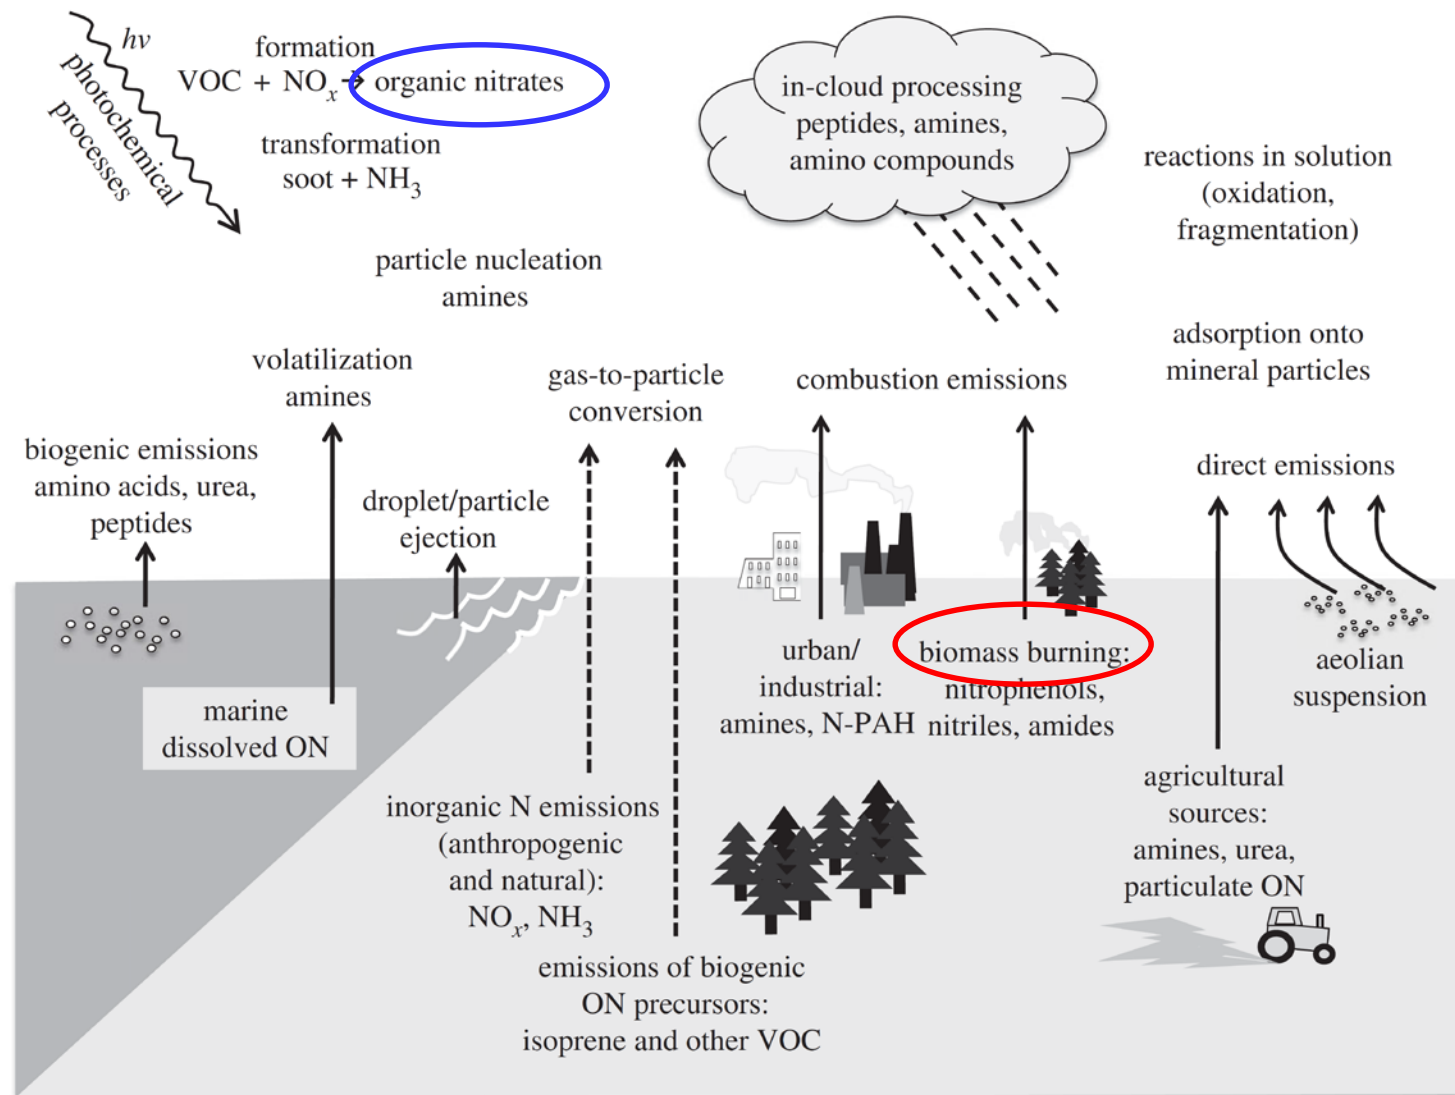 hν
photochemical
processes
formation
VOC + NOₓ → organic nitrates
transformation
soot + NH₃
in-cloud processing
peptides, amines,
amino compounds
reactions in solution
(oxidation,
fragmentation)
particle nucleation
amines
adsorption onto
mineral particles
volatilization
amines
gas-to-particle
conversion
combustion emissions
biogenic emissions
amino acids, urea,
peptides
droplet/particle
ejection
direct emissions
urban/
industrial:
amines, N-PAH
biomass burning:
nitrophenols,
nitriles, amides
aeolian
suspension
marine
dissolved ON
inorganic N emissions
(anthropogenic
and natural):
NOₓ, NH₃
agricultural
sources:
amines, urea,
particulate ON
emissions of biogenic
ON precursors:
isoprene and other VOC